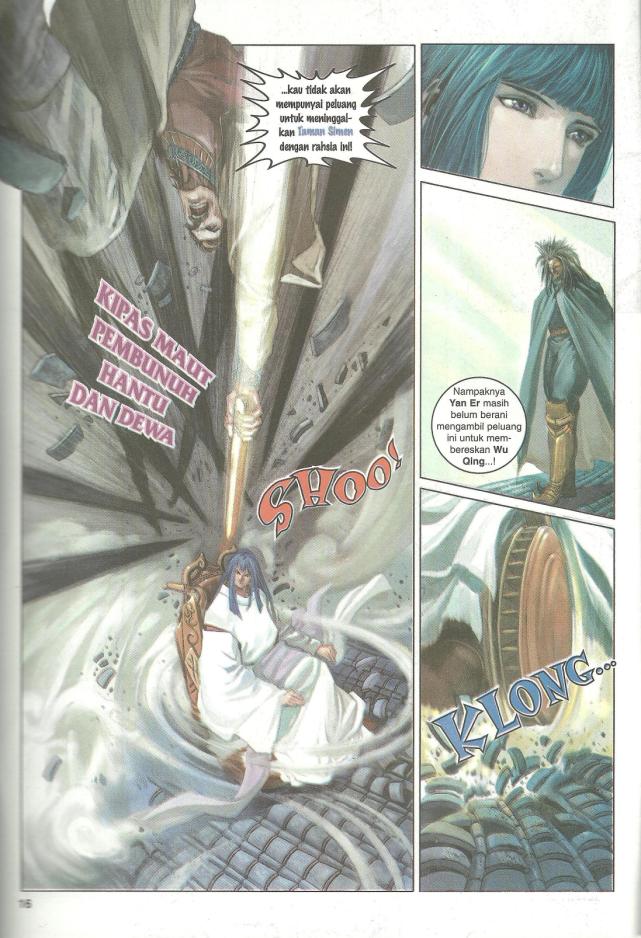 ...kau tidak akan
mempunyai peluang
untuk meninggal-
kan Taman Simen
dengan rahsia ini!
KIPAS MAUT
PEMBUNUH
HANTU
DAN DEWA
SHOO!
Nampaknya
Yan Er masih
belum berani
mengambil peluang
ini untuk mem-
bereskan Wu
Qing...!
KLONG...
16